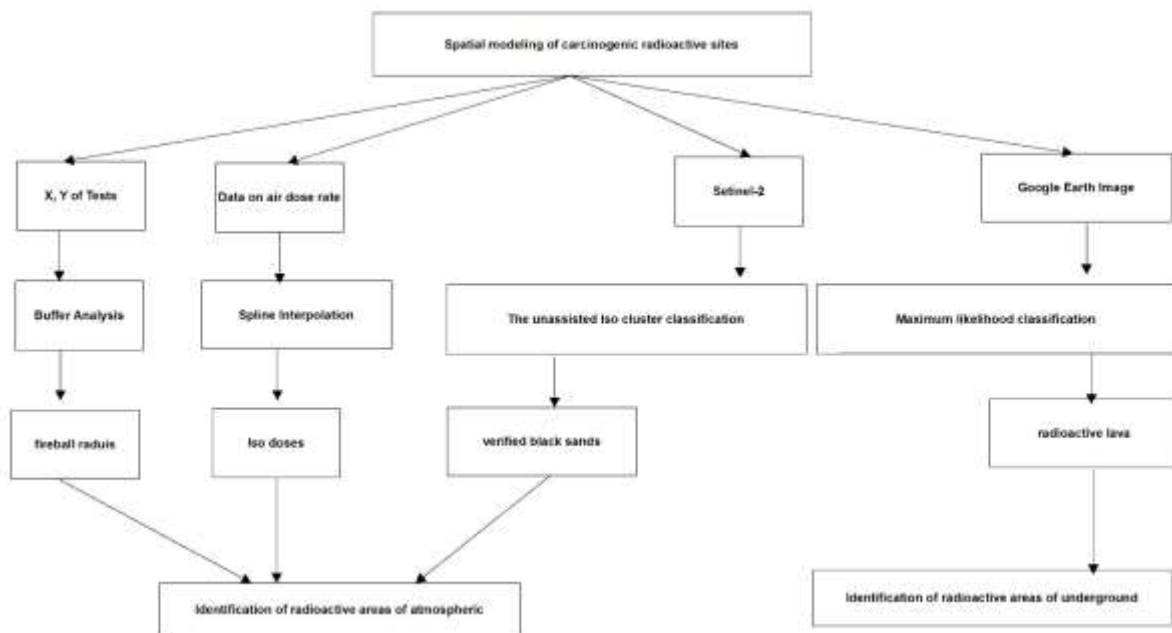 Spatial modeling of carcinogenic radioactive sites
X, Y of Tests
Data on air dose rate
Setinel-2
Google Earth Image
Buffer Analysis
Spline Interpolation
The unassisted Iso cluster classification
Maximum likelihood classification
fireball raduis
Iso doses
verified black sands
radioactive lava
Identification of radioactive areas of atmospheric
Identification of radioactive areas of underground